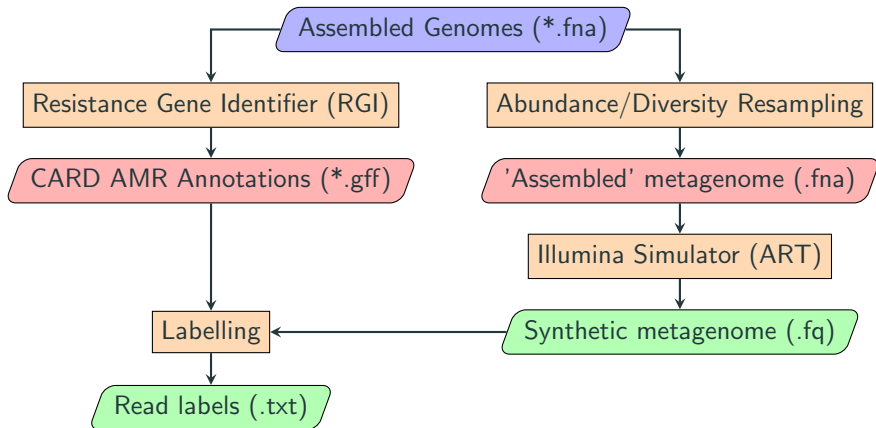 Assembled Genomes (*.fna)
Resistance Gene Identifier (RGI)
Abundance/Diversity Resampling
CARD AMR Annotations (*.gff)
'Assembled' metagenome (.fna)
Illumina Simulator (ART)
Labelling
Synthetic metagenome (.fq)
Read labels (.txt)